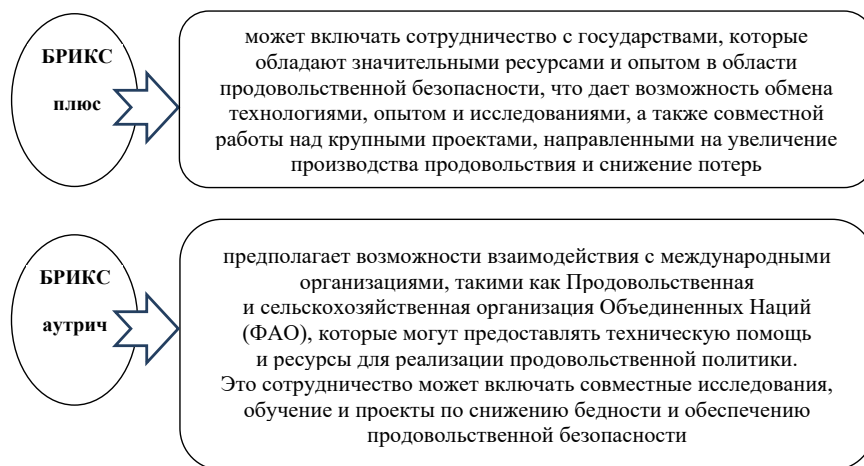 БРИКС
плюс
может включать сотрудничество с государствами, которые
обладают значительными ресурсами и опытом в области
продовольственной безопасности, что дает возможность обмена
технологиями, опытом и исследованиями, а также совместной
работы над крупными проектами, направленными на увеличение
производства продовольствия и снижение потерь
БРИКС
аутрич
предполагает возможности взаимодействия с международными
организациями, такими как Продовольственная
и сельскохозяйственная организация Объединенных Наций
(ФАО), которые могут предоставлять техническую помощь
и ресурсы для реализации продовольственной политики.
Это сотрудничество может включать совместные исследования,
обучение и проекты по снижению бедности и обеспечению
продовольственной безопасности